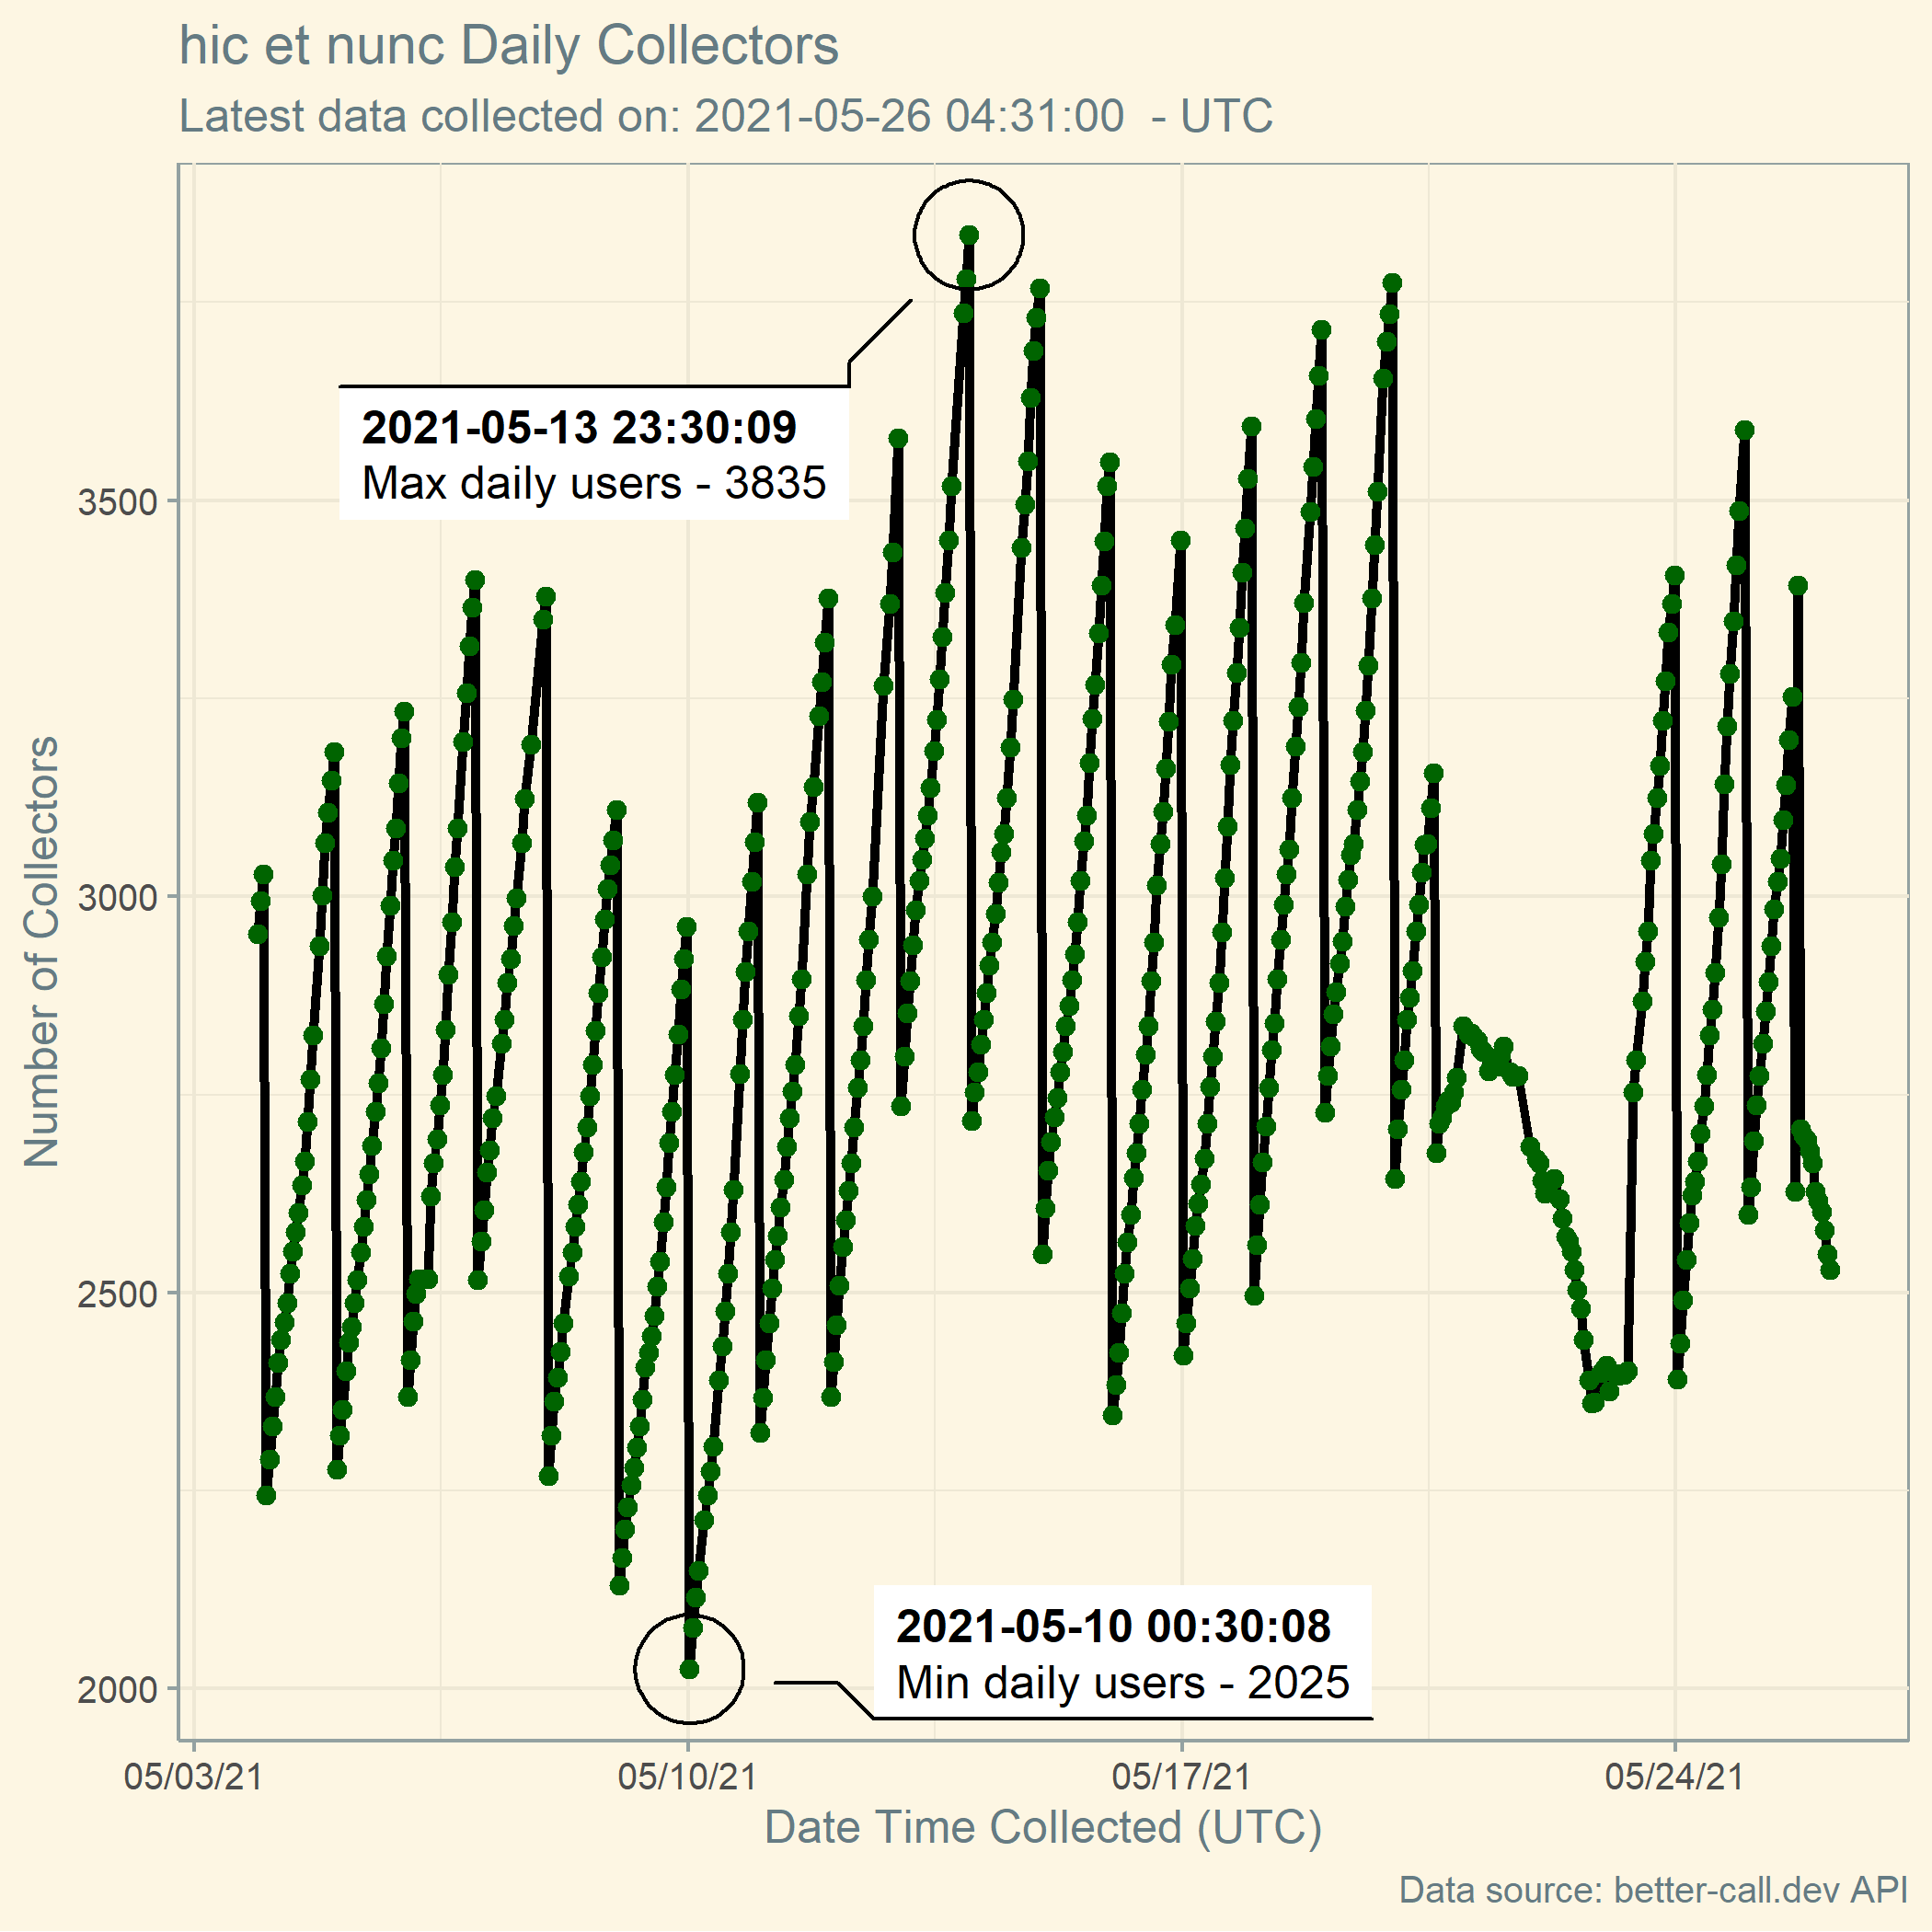 hic et nunc Daily Collectors
Latest data collected on: 2021-05-26 04:31:00  - UTC
2021-05-13 23:30:09
Max daily users - 3835
3500
3000
2500
2000
Number of Collectors
2021-05-10 00:30:08
Min daily users - 2025
05/03/21
05/10/21
05/17/21
05/24/21
Date Time Collected (UTC)
Data source: better-call.dev API